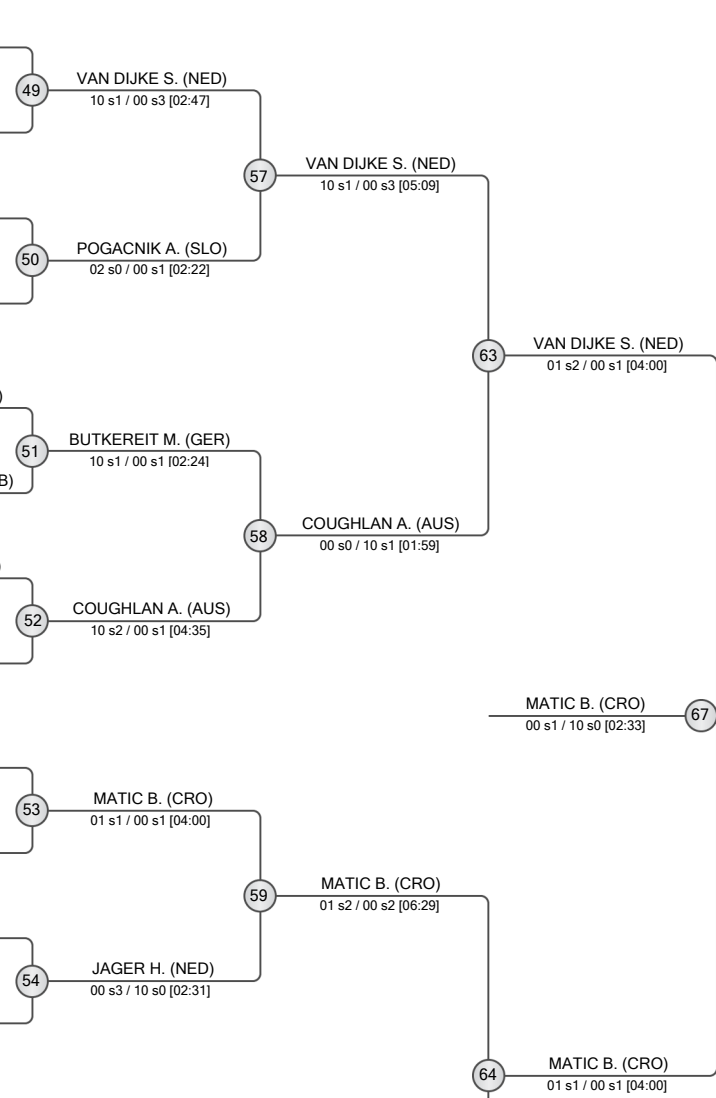 49
VAN DIJKE S. (NED)
10 s1 / 00 s3 [02:47]
57
VAN DIJKE S. (NED)
10 s1 / 00 s3 [05:09]
50
POGACNIK A. (SLO)
02 s0 / 00 s1 [02:22]
63
VAN DIJKE S. (NED)
01 s2 / 00 s1 [04:00]
)
51
BUTKEREIT M. (GER)
10 s1 / 00 s1 [02:24]
B)
58
COUGHLAN A. (AUS)
00 s0 / 10 s1 [01:59]
52
COUGHLAN A. (AUS)
10 s2 / 00 s1 [04:35]
MATIC B. (CRO)
00 s1 / 10 s0 [02:33]
67
53
MATIC B. (CRO)
01 s1 / 00 s1 [04:00]
59
MATIC B. (CRO)
01 s2 / 00 s2 [06:29]
54
JAGER H. (NED)
00 s3 / 10 s0 [02:31]
64
MATIC B. (CRO)
01 s1 / 00 s1 [04:00]